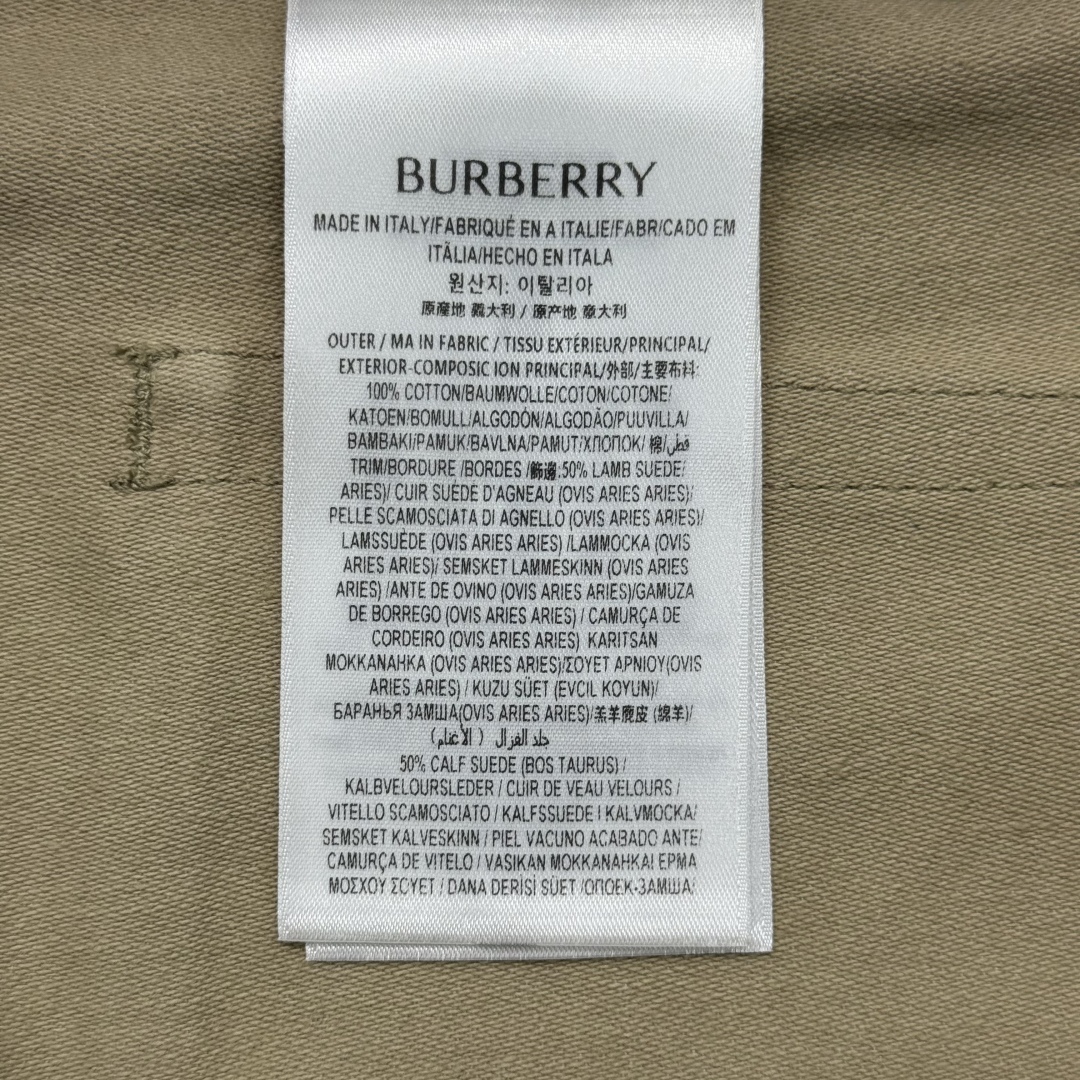 BURBERRY
MADE IN ITALY/FABRIQUÉ EN A ITALIE/FABR/CADO EM
ITÃLIA/HECHO EN ITALA
원산지: 이탈리아
原產地 義大利 / 原产地 意大利
OUTER / MA IN FABRIC / TISSU EXTÉRIEUR/PRINCIPAL/
EXTERIOR-COMPOSIC ION PRINCIPAL/外部/主要布料:
100% COTTON/BAUMWOLLE/COTON/COTONE/
KATOEN/BOMULL/ALGODÓN/ALGODÃO/PUUVILLA/
BAMBAKI/PAMUK/BAVLNA/PAMUT/ХЛОПОК/ 棉/قطن
TRIM/BORDURE /BORDES /飾邊:50% LAMB SUEDE/
ARIES)/ CUIR SUEDE D'AGNEAU (OVIS ARIES ARIES)/
PELLE SCAMOSCIATA DI AGNELLO (OVIS ARIES ARIES)/
LAMSSUÈDE (OVIS ARIES ARIES) /LAMMOCKA (OVIS
ARIES ARIES)/ SEMSKET LAMMESKINN (OVIS ARIES
ARIES) /ANTE DE OVINO (OVIS ARIES ARIES)/GAMUZA
DE BORREGO (OVIS ARIES ARIES) / CAMURÇA DE
CORDEIRO (OVIS ARIES ARIES) KARITSAN
MOKKANAHKA (OVIS ARIES ARIES)/ΣΟΥΕΤ ΑΡΝΙΟΥ(OVIS
ARIES ARIES) / KUZU SÜET (EVCIL KOYUN)/
БАРАНЬЯ ЗАМША(OVIS ARIES ARIES)/羔羊麂皮 (綿羊)/
جلد الغزال ( الأغنام)
50% CALF SUEDE (BOS TAURUS) /
KALBVELOURSLEDER / CUIR DE VEAU VELOURS /
VITELLO SCAMOSCIATO / KALFSSUEDE I KALVMOCKA/
SEMSKET KALVESKINN / PIEL VACUNO ACABADO ANTE/
CAMURÇA DE VITELO / VASIKAN MOKKANAHKAI ΕΡΜΑ
ΜΟΣΧΟΥ ΣΟΥΕΤ / DANA DERİSİ SÜET /ОПОЕК-ЗАМША/